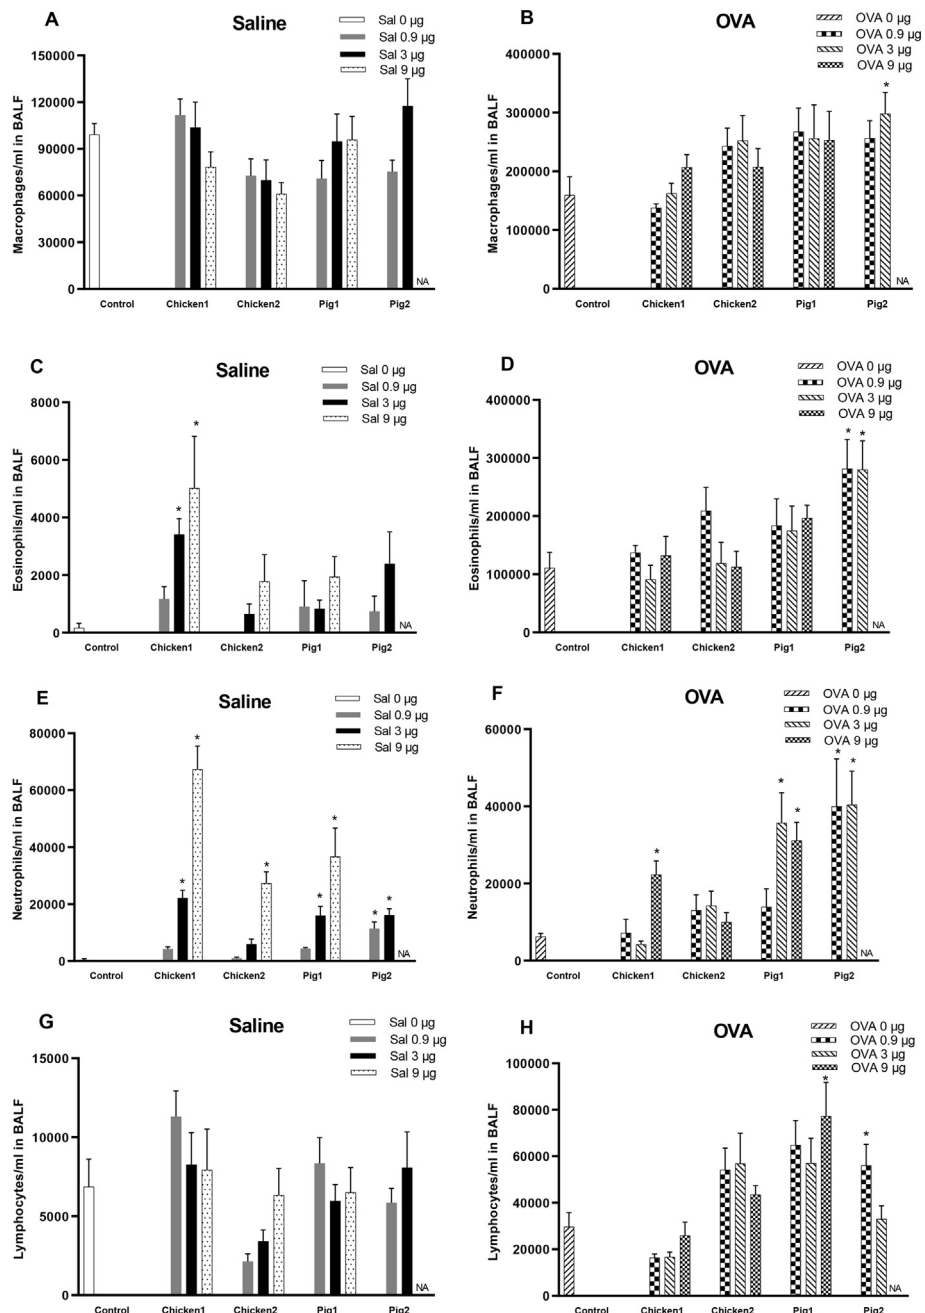 A
Saline
Sal 0 µg
Sal 0.9 µg
Sal 3 µg
Sal 9 µg
Macrophages/ml in BALF
150000
120000
90000
60000
30000
0
NA
Control Chicken1 Chicken2 Pig1 Pig2
B
OVA
OVA 0 µg
OVA 0.9 µg
OVA 3 µg
OVA 9 µg
Macrophages/ml in BALF
400000
300000
200000
100000
0
*
NA
Control Chicken1 Chicken2 Pig1 Pig2
C
Saline
Sal 0 µg
Sal 0.9 µg
Sal 3 µg
Sal 9 µg
Eosinophils/ml in BALF
8000
6000
4000
2000
0
* *
NA
Control Chicken1 Chicken2 Pig1 Pig2
D
OVA
OVA 0 µg
OVA 0.9 µg
OVA 3 µg
OVA 9 µg
Eosinophils/ml in BALF
400000
300000
200000
100000
0
* *
NA
Control Chicken1 Chicken2 Pig1 Pig2
E
Saline
Sal 0 µg
Sal 0.9 µg
Sal 3 µg
Sal 9 µg
Neutrophils/ml in BALF
80000
60000
40000
20000
0
* * * * * * *
NA
Control Chicken1 Chicken2 Pig1 Pig2
F
OVA
OVA 0 µg
OVA 0.9 µg
OVA 3 µg
OVA 9 µg
Neutrophils/ml in BALF
60000
40000
20000
0
* * * * *
NA
Control Chicken1 Chicken2 Pig1 Pig2
G
Saline
Sal 0 µg
Sal 0.9 µg
Sal 3 µg
Sal 9 µg
Lymphocytes/ml in BALF
15000
10000
5000
0
NA
Control Chicken1 Chicken2 Pig1 Pig2
H
OVA
OVA 0 µg
OVA 0.9 µg
OVA 3 µg
OVA 9 µg
Lymphocytes/ml in BALF
100000
80000
60000
40000
20000
0
* *
NA
Control Chicken1 Chicken2 Pig1 Pig2